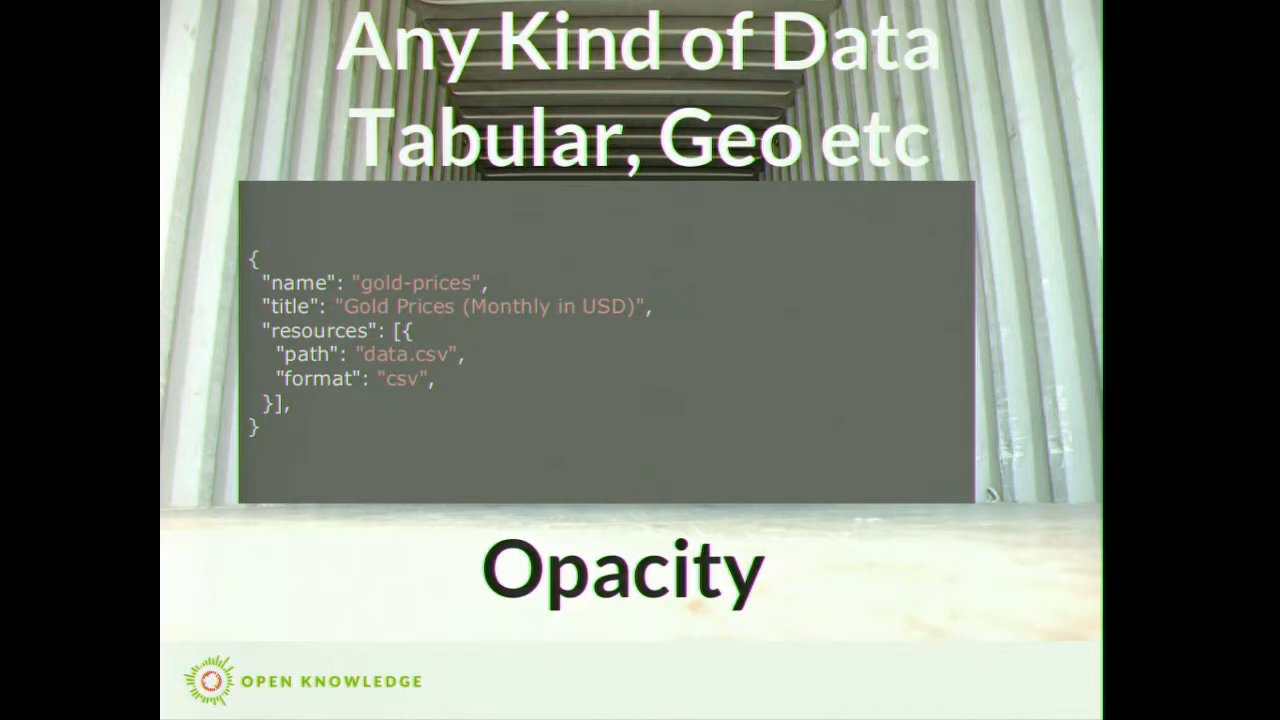 Any Kind of Data
Tabular, Geo etc
{
"name": "gold-prices",
"title": "Gold Prices (Monthly in USD)",
"resources": [{
"path": "data.csv",
"format": "csv",
}],
}
Opacity
OPEN KNOWLEDGE